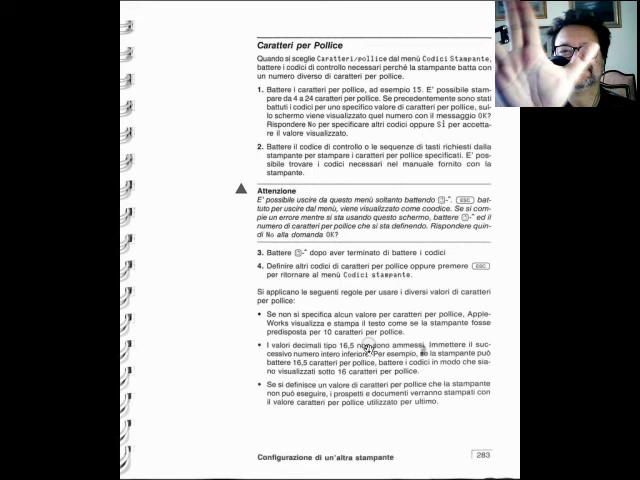 Caratteri per Pollice
Quando si sceglie Caratteri/pollice dal menù Codici Stampante,
battere i codici di controllo necessari perché la stampante batta con
un numero diverso di caratteri per pollice.
1. Battere i caratteri per pollice, ad esempio 15. E' possibile stam-
pare da 4 a 24 caratteri per pollice. Se precedentemente sono stati
battuti i codici per uno specifico valore di caratteri per pollice, sul-
lo schermo viene visualizzato quel numero con il messaggio OK?
Rispondere No per specificare altri codici oppure SÌ per accetta-
re il valore visualizzato.
2. Battere il codice di controllo o le sequenze di tasti richiesti dalla
stampante per stampare i caratteri per pollice specificati. E' pos-
sibile trovare i codici necessari nel manuale fornito con la
stampante.
Attenzione
E' possibile uscire da questo menù soltanto battendo -^. ESC bat-
tuto per uscire dal menù, viene visualizzato come coodice. Se si com-
pie un errore mentre si sta usando questo schermo, battere -^ ed il
numero di caratteri per pollice che si sta definendo. Rispondere quin-
di No alla domanda OK?
3. Battere -^ dopo aver terminato di battere i codici
4. Definire altri codici di caratteri per pollice oppure premere ESC
per ritornare al menù Codici stampante.
Si applicano le seguenti regole per usare i diversi valori di caratteri
per pollice:
• Se non si specifica alcun valore per caratteri per pollice, Apple-
Works visualizza e stampa il testo come se la stampante fosse
predisposta per 10 caratteri per pollice.
• I valori decimali tipo 16,5 non sono ammessi. Immettere il suc-
cessivo numero intero inferiore. Per esempio, se la stampante può
battere 16,5 caratteri per pollice, battere i codici in modo che sia-
no visualizzati sotto 16 caratteri per pollice.
• Se si definisce un valore di caratteri per pollice che la stampante
non può eseguire, i prospetti e documenti verranno stampati con
il valore caratteri per pollice utilizzato per ultimo.
Configurazione di un'altra stampante 283